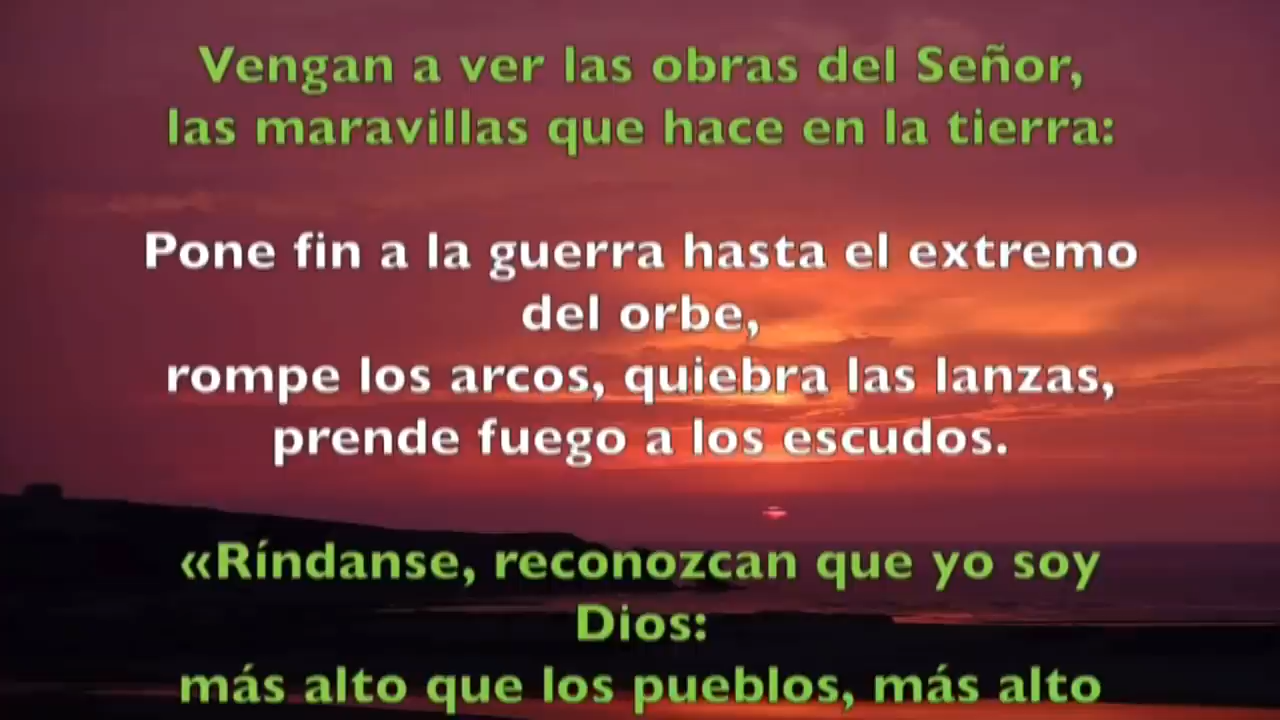 Vengan a ver las obras del Señor,
las maravillas que hace en la tierra:
Pone fin a la guerra hasta el extremo
del orbe,
rompe los arcos, quiebra las lanzas,
prende fuego a los escudos.
«Ríndanse, reconozcan que yo soy
Dios:
más alto que los pueblos, más alto